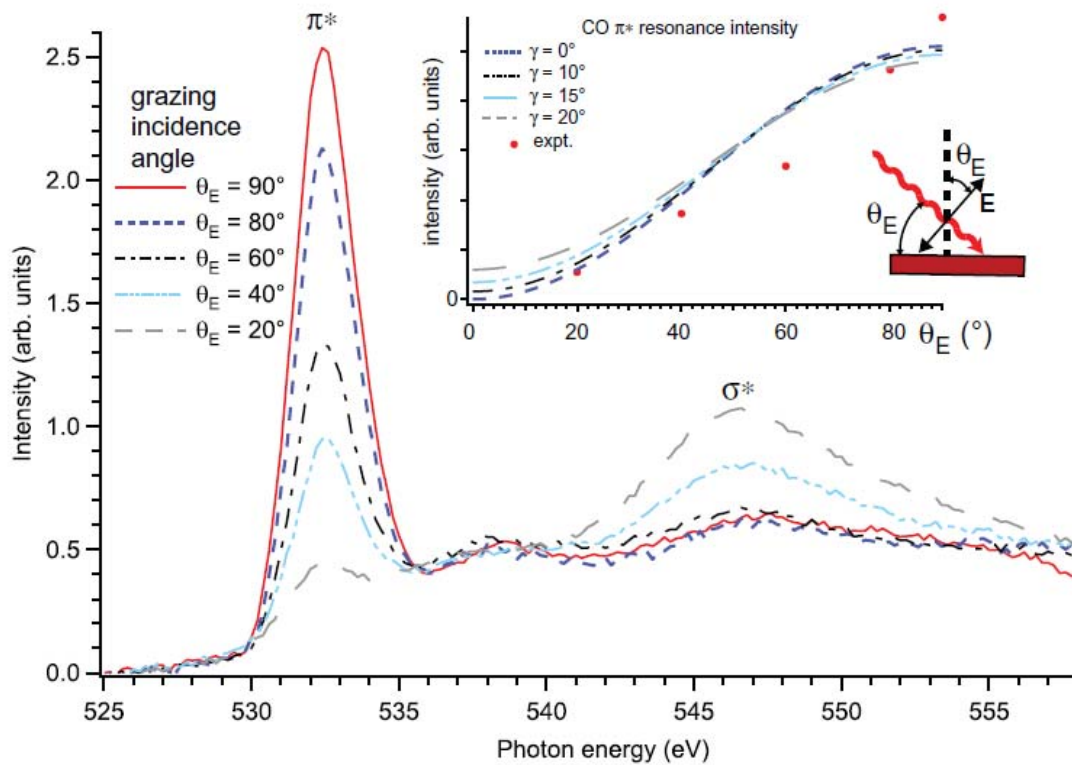 π*
2.5
2.0
1.5
1.0
0.5
0.0
Intensity (arb. units)
grazing
incidence
angle
θE = 90°
θE = 80°
θE = 60°
θE = 40°
θE = 20°
CO π* resonance intensity
γ = 0°
γ = 10°
γ = 15°
γ = 20°
expt.
intensity (arb. units)
0
0
20
40
60
80
θE (°)
θE
E
θE
σ*
525
530
535
540
545
550
555
Photon energy (eV)